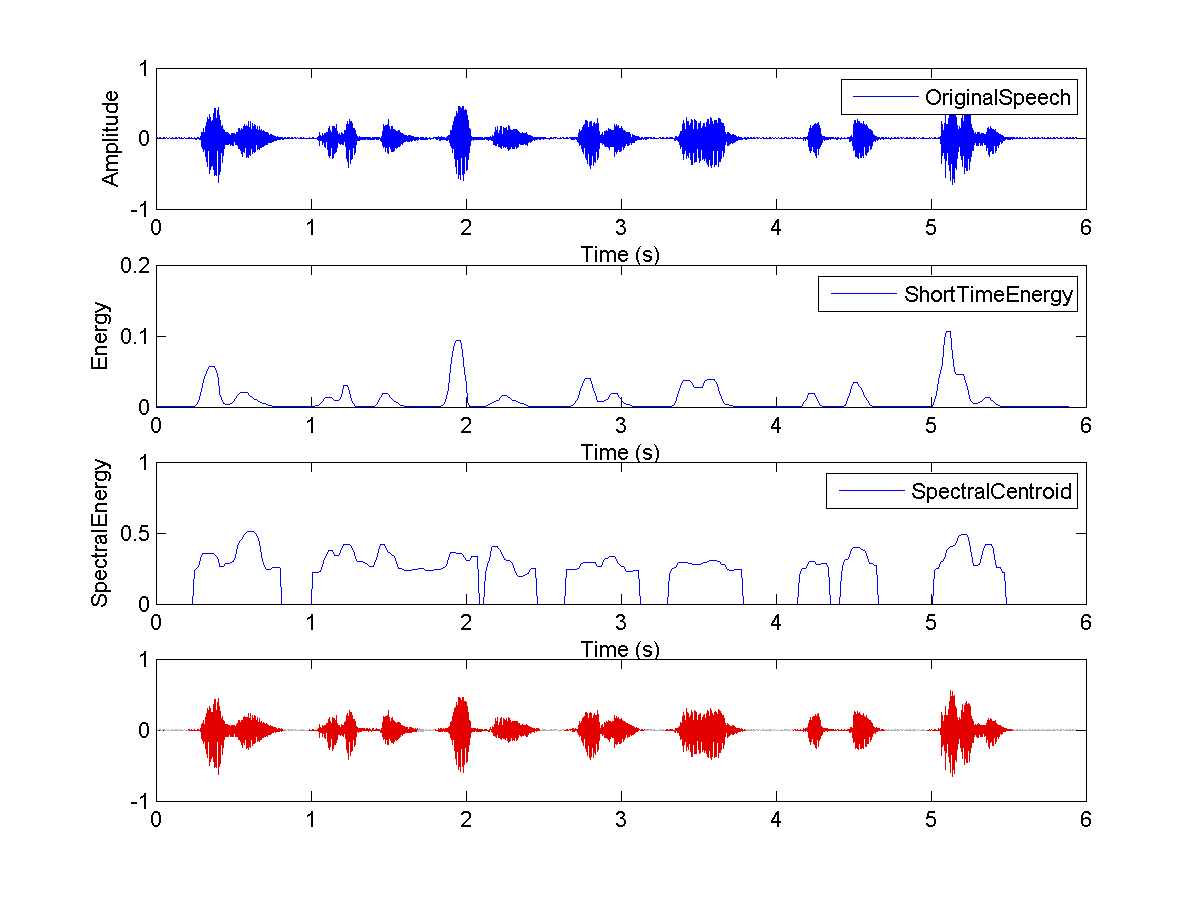 1
OriginalSpeech
Amplitude
0
-1
0 1 2 3 4 5 6
Time (s)
0.2
ShortTimeEnergy
Energy
0.1
0
0 1 2 3 4 5 6
Time (s)
1
SpectralCentroid
SpectralEnergy
0.5
0
0 1 2 3 4 5 6
Time (s)
1
0
-1
0 1 2 3 4 5 6